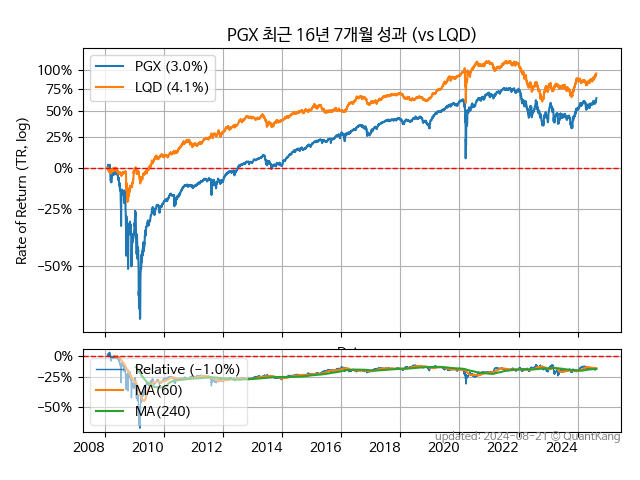 PGX 최근 16년 7개월 성과 (vs LQD)
PGX (3.0%)
LQD (4.1%)
100%
75%
50%
25%
0%
−25%
−50%
Rate of Return (TR, log)
Relative (−1.0%)
MA(60)
MA(240)
0%
−25%
−50%
2008 2010 2012 2014 2016 2018 2020 2022 2024
updated: 2024-08-21 © QuantKang